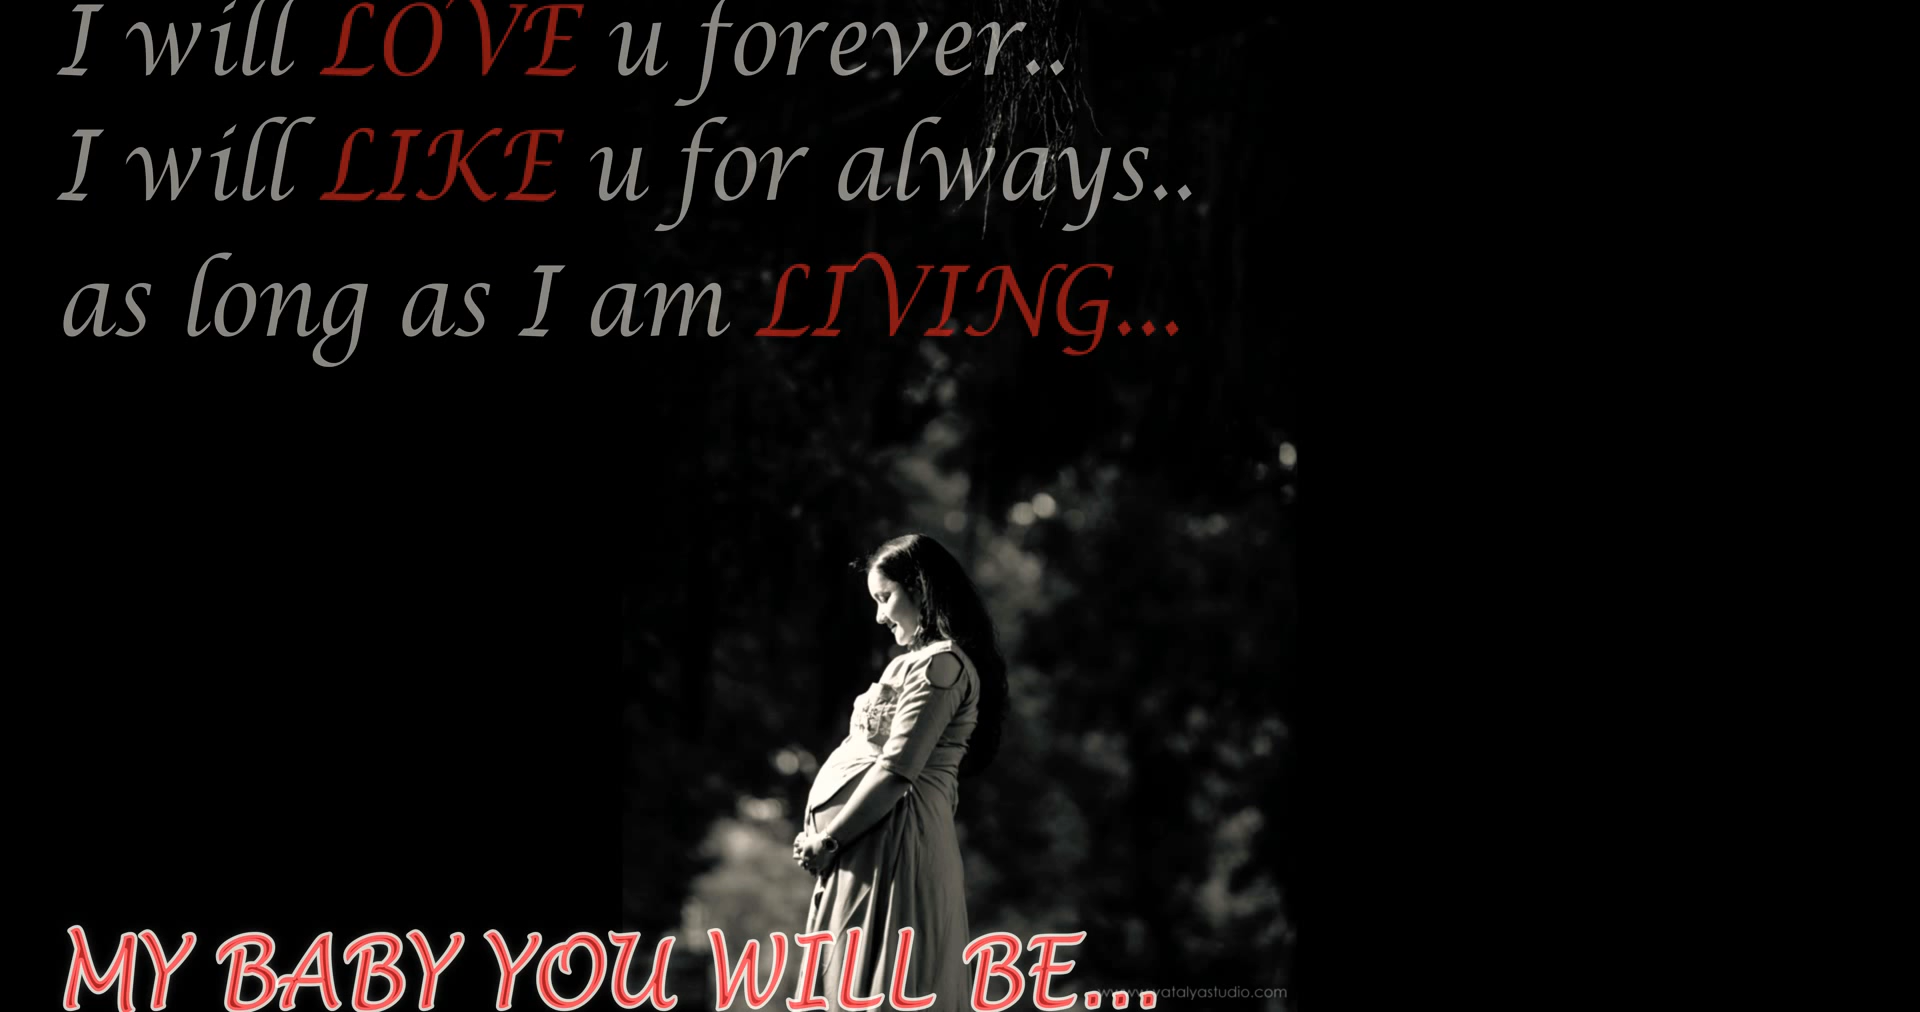 I will LOVE u forever..
I will LIKE u for always..
as long as I am LIVING...
MY BABY YOU WILL BE...